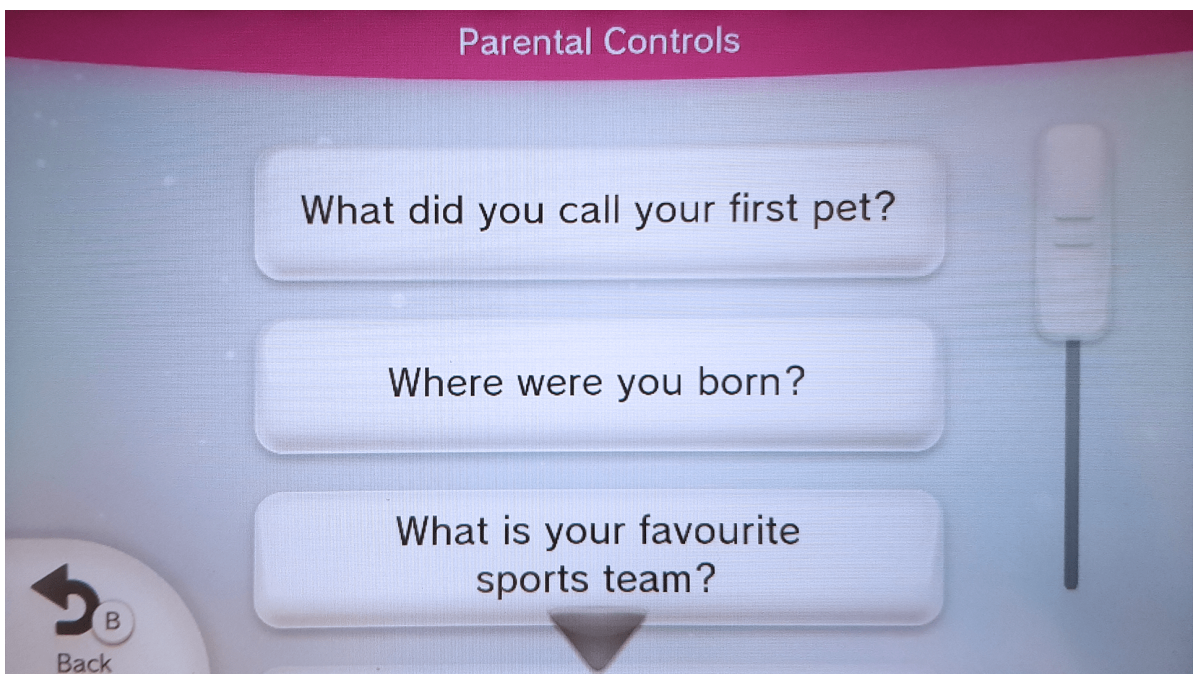 Parental Controls
What did you call your first pet?
Where were you born?
What is your favourite
sports team?
B
Back